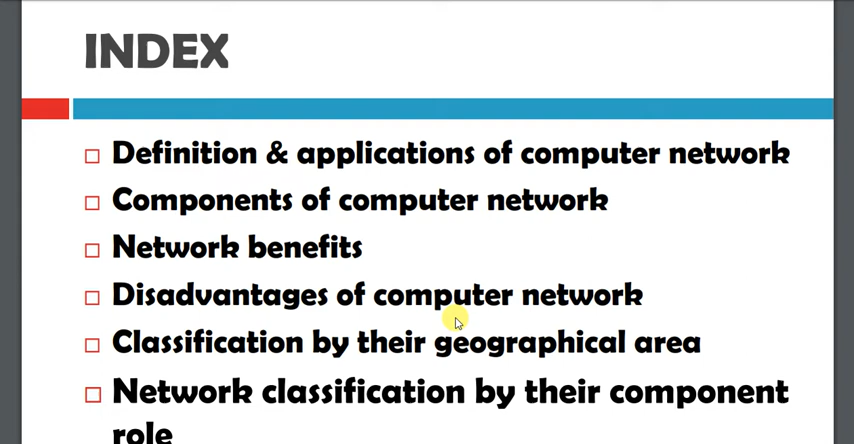 INDEX
Definition & applications of computer network
Components of computer network
Network benefits
Disadvantages of computer network
Classification by their geographical area
Network classification by their component
role